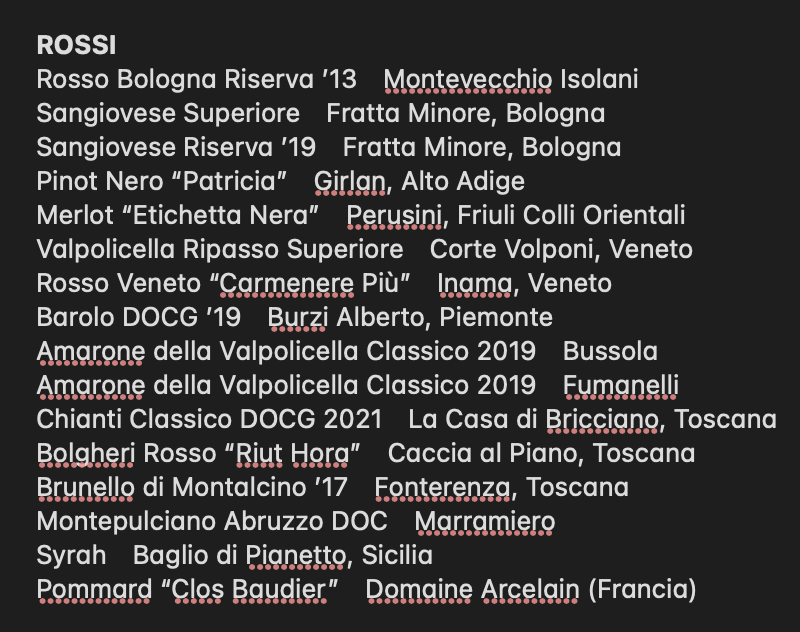 ROSSI
Rosso Bologna Riserva ’13 Montevecchio Isolani
Sangiovese Superiore Fratta Minore, Bologna
Sangiovese Riserva ’19 Fratta Minore, Bologna
Pinot Nero “Patricia” Girlan, Alto Adige
Merlot “Etichetta Nera” Perusini, Friuli Colli Orientali
Valpolicella Ripasso Superiore Corte Volponi, Veneto
Rosso Veneto “Carmenere Più” Inama, Veneto
Barolo DOCG ’19 Burzi Alberto, Piemonte
Amarone della Valpolicella Classico 2019 Bussola
Amarone della Valpolicella Classico 2019 Fumanelli
Chianti Classico DOCG 2021 La Casa di Bricciano, Toscana
Bolgheri Rosso “Riut Hora” Caccia al Piano, Toscana
Brunello di Montalcino ’17 Fonterenza, Toscana
Montepulciano Abruzzo DOC Marramiero
Syrah Baglio di Pianetto, Sicilia
Pommard “Clos Baudier” Domaine Arcelain (Francia)